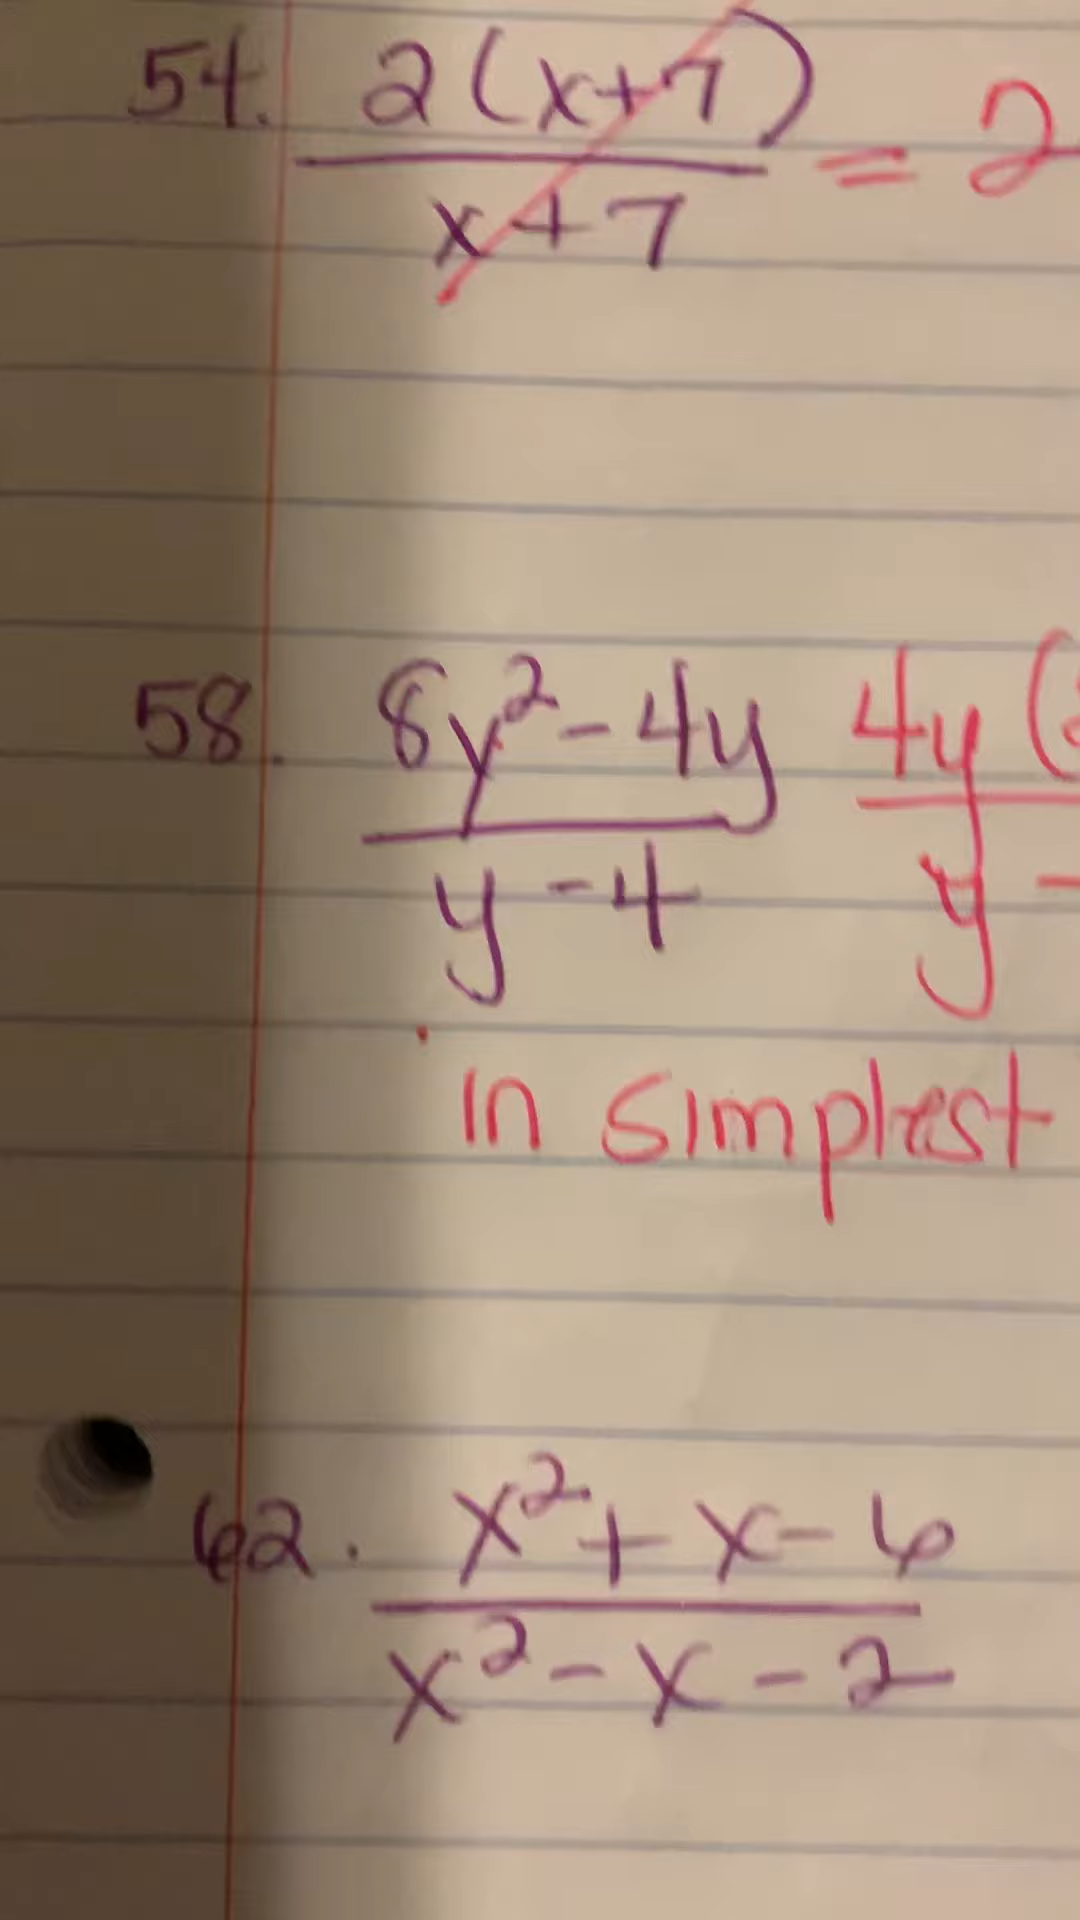 54. 2(x+7) / x+7 = 2
58. 8y²-4y / y-4 4y( / y-
in simplest
62. x²+x-6 / x²-x-2